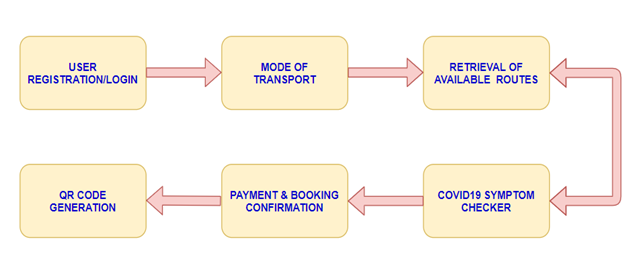 USER
REGISTRATION/LOGIN
MODE OF
TRANSPORT
RETRIEVAL OF
AVAILABLE ROUTES
QR CODE
GENERATION
PAYMENT & BOOKING
CONFIRMATION
COVID19 SYMPTOM
CHECKER